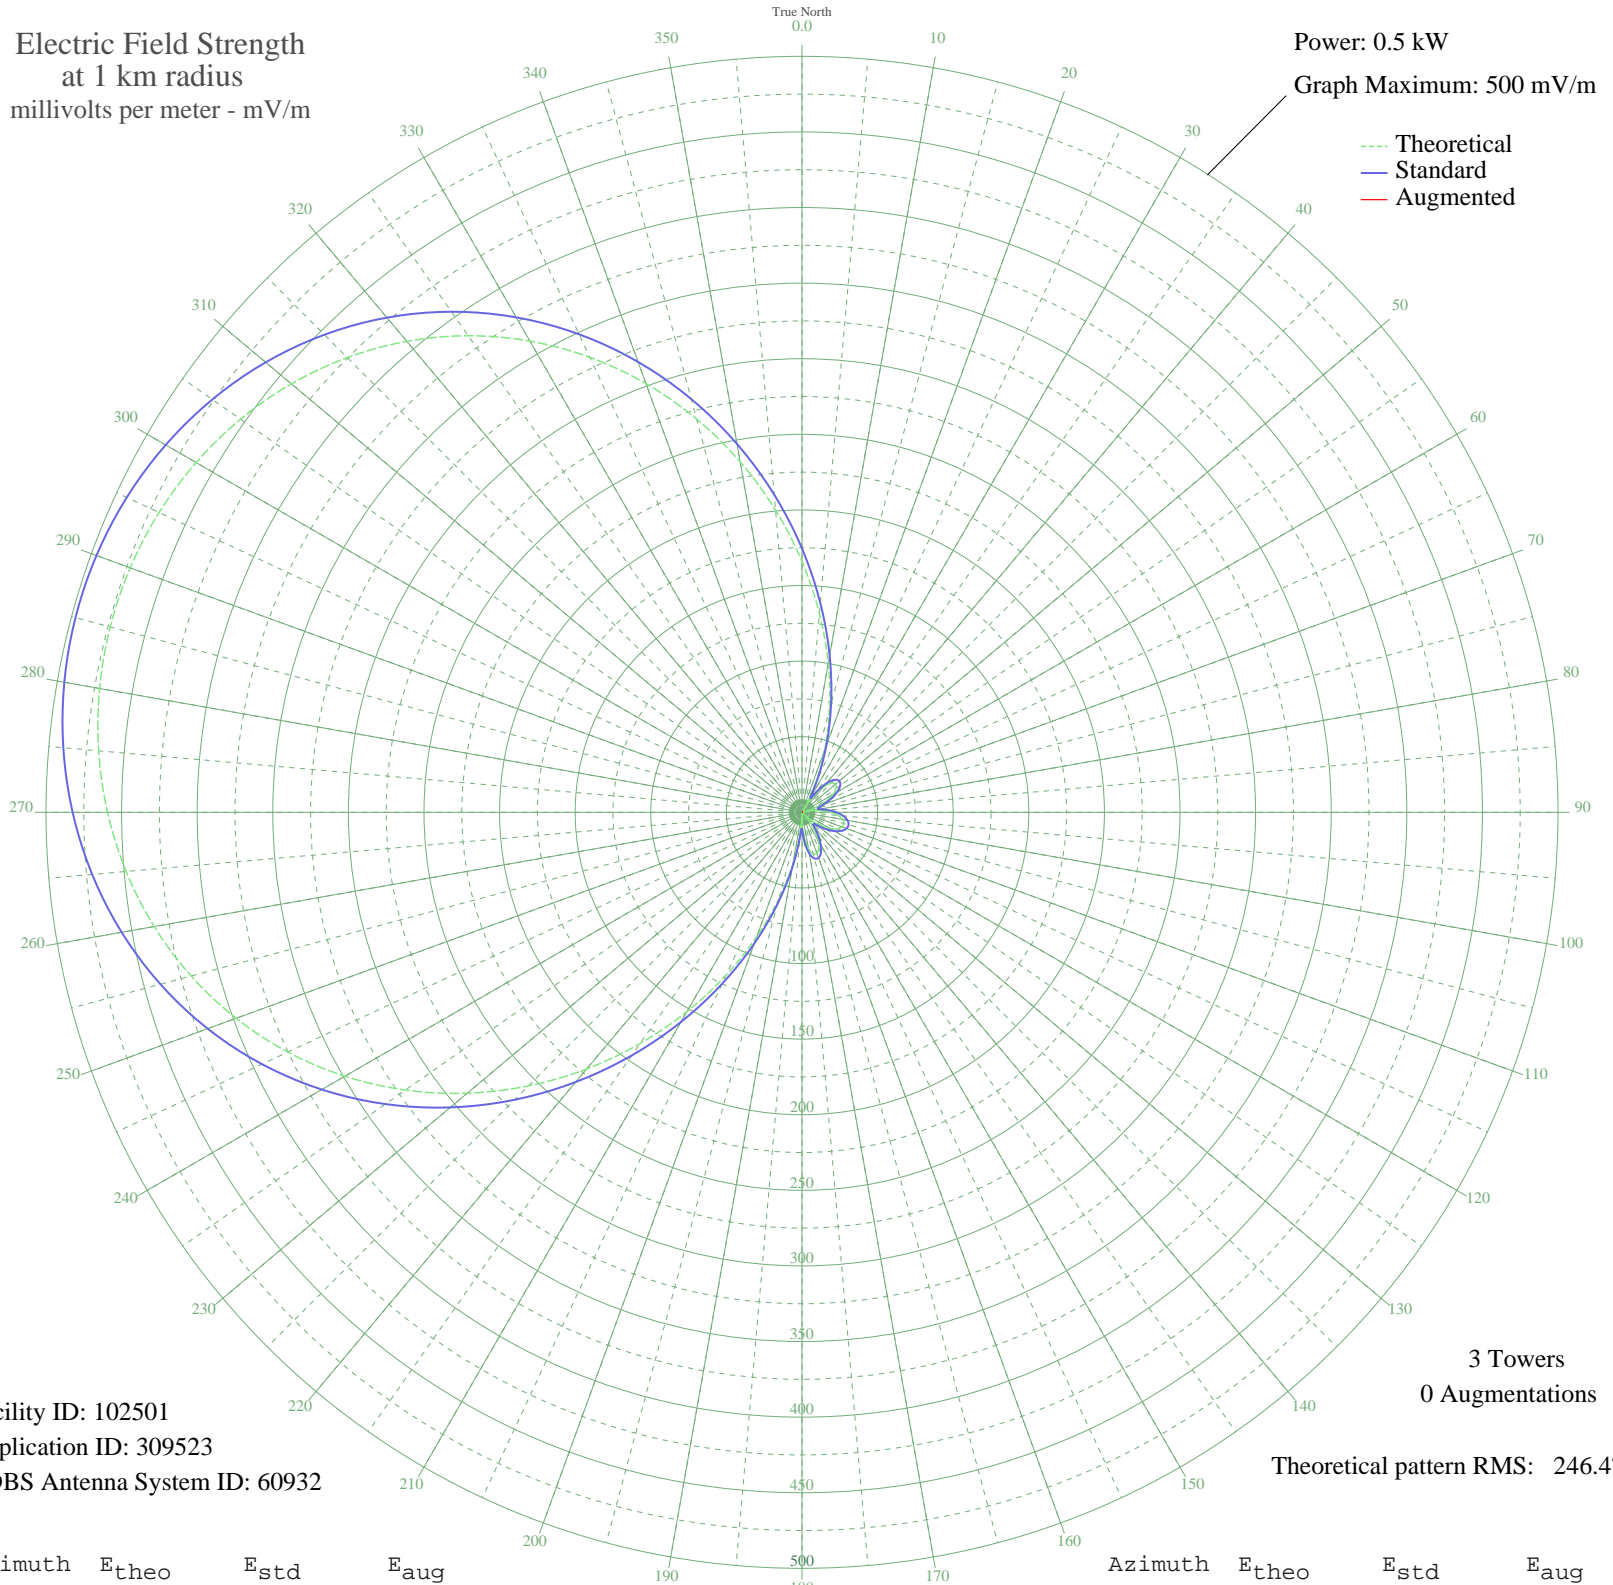 True North
0.0
Electric Field Strength
at 1 km radius
millivolts per meter - mV/m
Power: 0.5 kW
Graph Maximum: 500 mV/m
Theoretical
Standard
Augmented
10
20
30
40
50
60
70
80
90
100
110
120
130
140
150
160
170
190
200
210
220
230
240
250
260
270
280
290
300
310
320
330
340
350
100
150
200
250
300
350
400
450
500
3 Towers
0 Augmentations
Theoretical pattern RMS: 246.4
cility ID: 102501
plication ID: 309523
DBS Antenna System ID: 60932
imuth Etheo Estd Eaug
Azimuth Etheo Estd Eaug